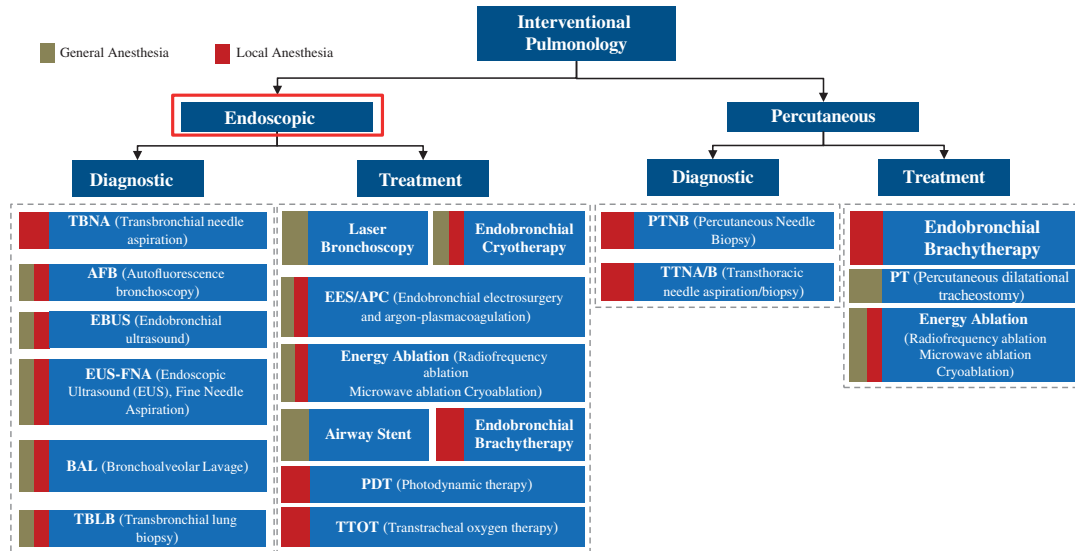 Interventional
Pulmonology
General Anesthesia
Local Anesthesia
Endoscopic
Percutaneous
Diagnostic
Treatment
Diagnostic
Treatment
TBNA (Transbronchial needle
aspiration)
AFB (Autofluorescence
bronchoscopy)
EBUS (Endobronchial
ultrasound)
EUS-FNA (Endoscopic
Ultrasound (EUS), Fine Needle
Aspiration)
BAL (Bronchoalveolar Lavage)
TBLB (Transbronchial lung
biopsy)
Laser
Bronchoscopy
Endobronchial
Cryotherapy
EES/APC (Endobronchial electrosurgery
and argon-plasmacoagulation)
Energy Ablation (Radiofrequency
ablation
Microwave ablation Cryoablation)
Airway Stent
Endobronchial
Brachytherapy
PDT (Photodynamic therapy)
TTOT (Transtracheal oxygen therapy)
PTNB (Percutaneous Needle
Biopsy)
TTNA/B (Transthoracic
needle aspiration/biopsy)
Endobronchial
Brachytherapy
PT (Percutaneous dilatational
tracheostomy)
Energy Ablation
(Radiofrequency ablation
Microwave ablation
Cryoablation)